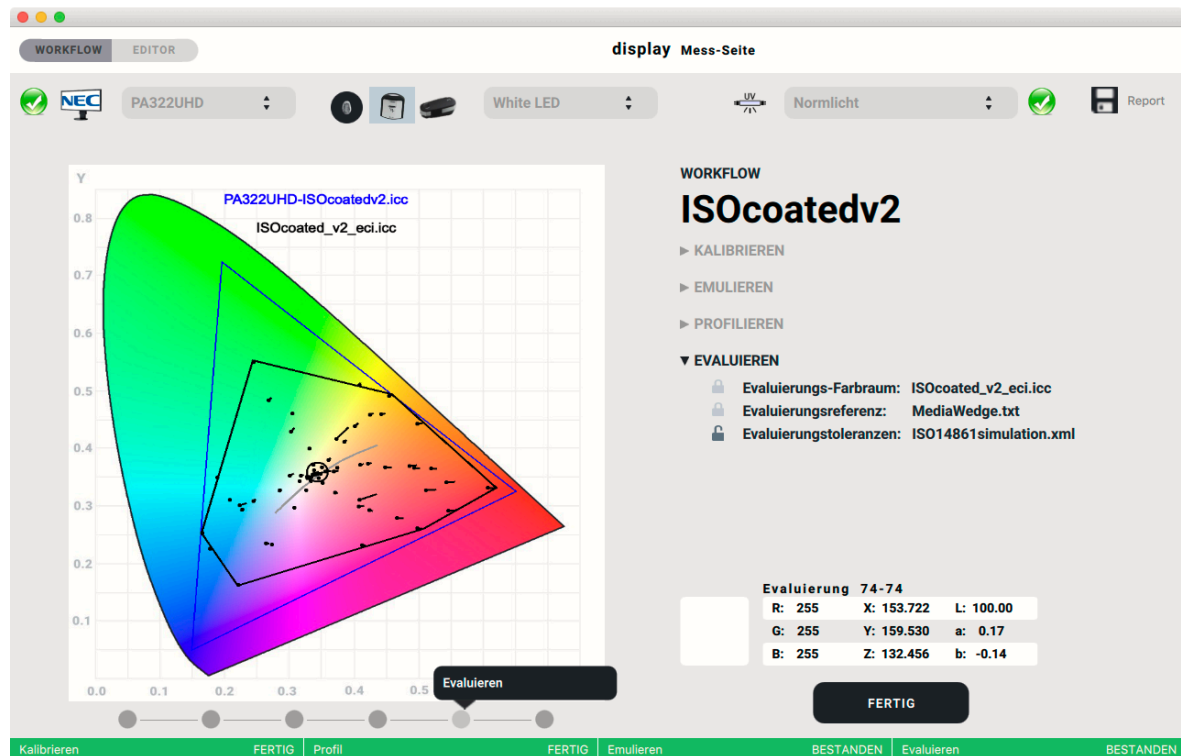 WORKFLOW EDITOR display Mess-Seite
NEC PA322UHD White LED UV Normlicht Report
Y
PA322UHD-ISOcoatedv2.icc
ISOcoated_v2_eci.icc
0.8
0.7
0.6
0.5
0.4
0.3
0.2
0.1
0.0 0.1 0.2 0.3 0.4 0.5
WORKFLOW
ISOcoatedv2
▶ KALIBRIEREN
▶ EMULIEREN
▶ PROFILIEREN
▼ EVALUIEREN
Evaluierungs-Farbraum: ISOcoated_v2_eci.icc
Evaluierungsreferenz: MediaWedge.txt
Evaluierungstoleranzen: ISO14861simulation.xml
Evaluierung 74-74
R: 255 X: 153.722 L: 100.00
G: 255 Y: 159.530 a: 0.17
B: 255 Z: 132.456 b: -0.14
Evaluieren
FERTIG
Kalibrieren FERTIG Profil FERTIG Emulieren BESTANDEN Evaluieren BESTANDEN